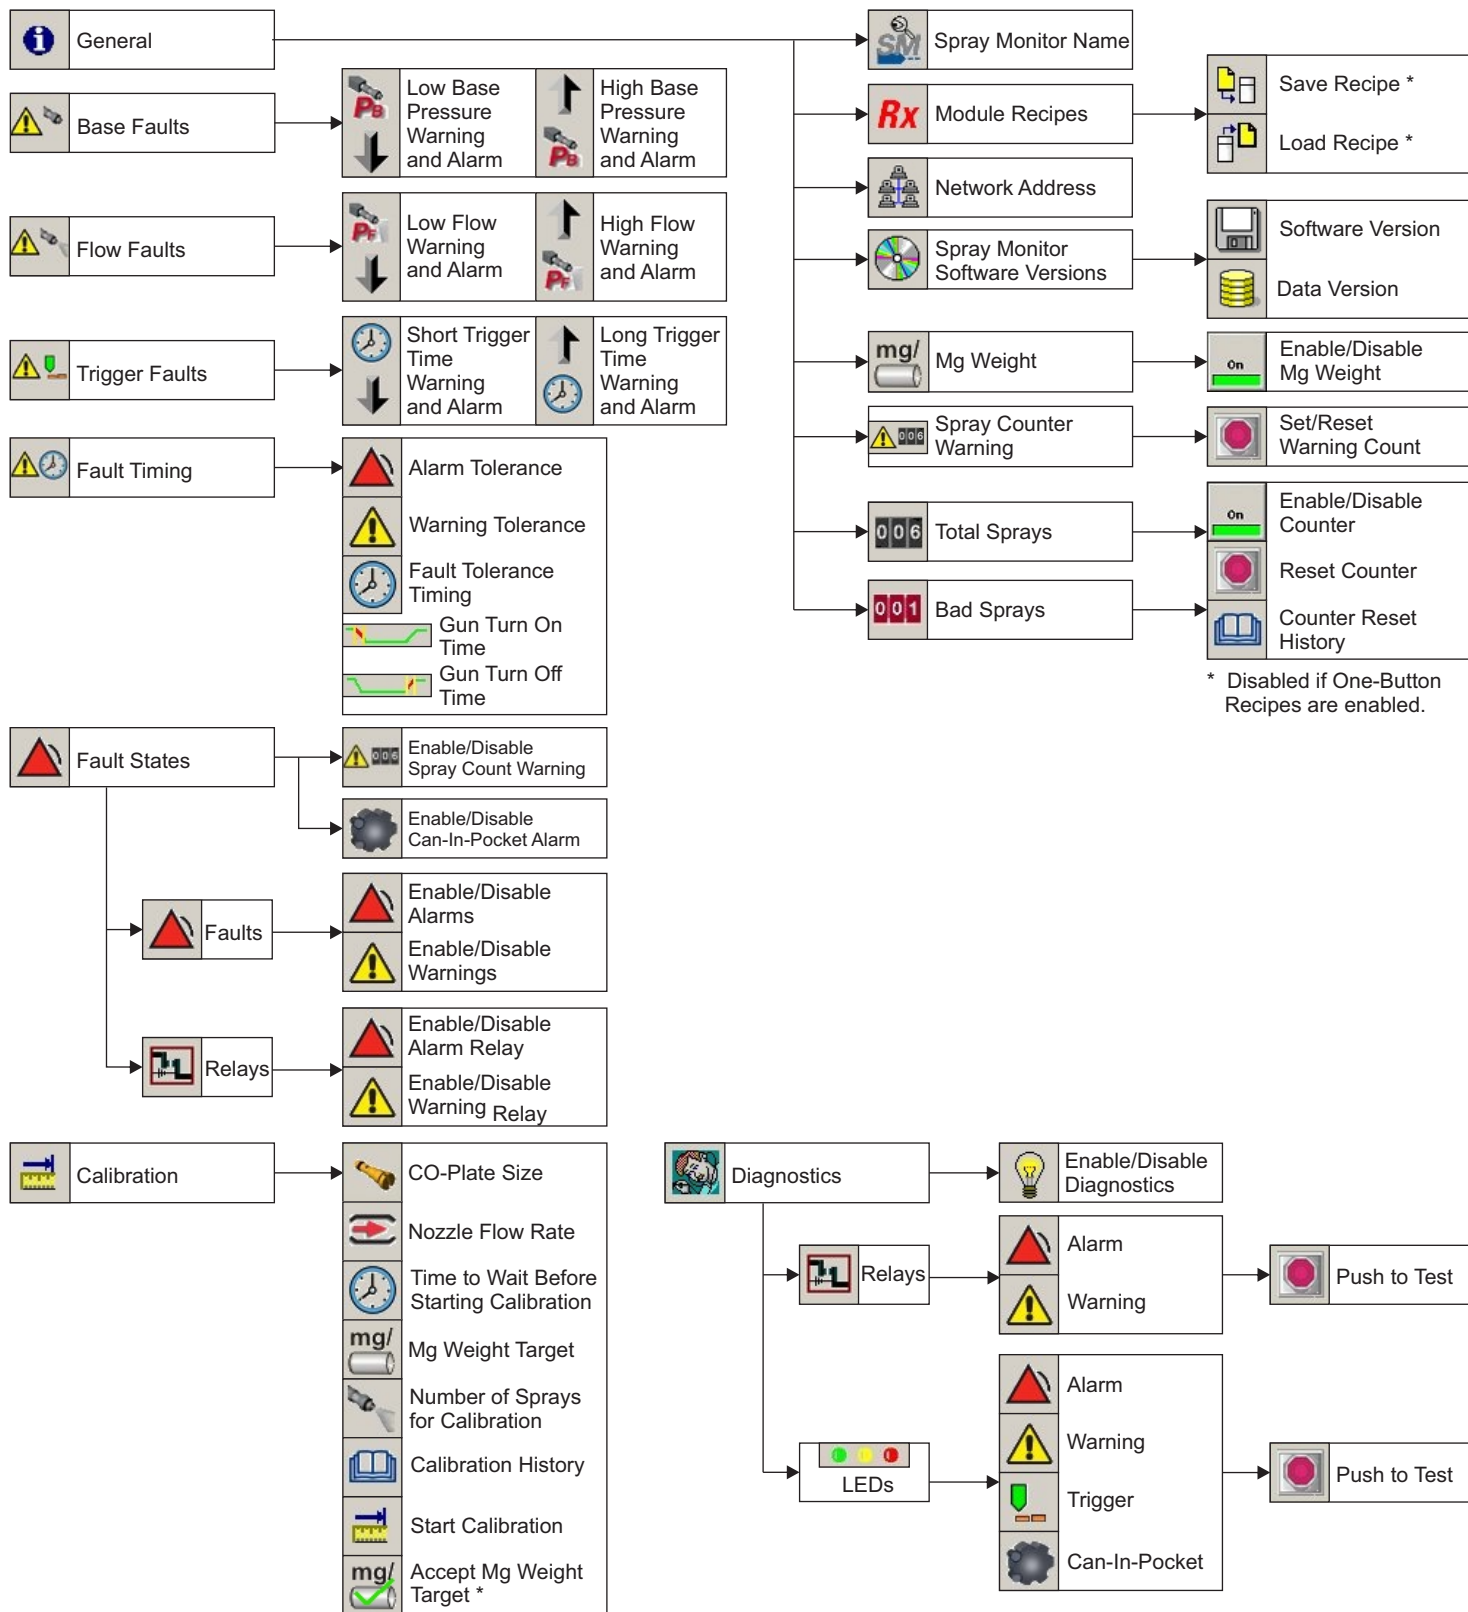 General
Base Faults
Low Base
Pressure
Warning
and Alarm
High Base
Pressure
Warning
and Alarm
PB
PB
Flow Faults
Low Flow
Warning
and Alarm
High Flow
Warning
and Alarm
PF
PF
Trigger Faults
Short Trigger
Time
Warning
and Alarm
Long Trigger
Time
Warning
and Alarm
Fault Timing
Alarm Tolerance
Warning Tolerance
Fault Tolerance
Timing
Gun Turn On
Time
Gun Turn Off
Time
SM
Spray Monitor Name
Rx
Module Recipes
Save Recipe *
Load Recipe *
Network Address
Spray Monitor
Software Versions
Software Version
Data Version
mg/
Mg Weight
On
Enable/Disable
Mg Weight
006
Spray Counter
Warning
Set/Reset
Warning Count
006
Total Sprays
001
Bad Sprays
On
Enable/Disable
Counter
Reset Counter
Counter Reset
History
* Disabled if One-Button
Recipes are enabled.
Fault States
006
Enable/Disable
Spray Count Warning
Enable/Disable
Can-In-Pocket Alarm
Faults
Enable/Disable
Alarms
Enable/Disable
Warnings
Relays
Enable/Disable
Alarm Relay
Enable/Disable
Warning Relay
Calibration
CO-Plate Size
Nozzle Flow Rate
Time to Wait Before
Starting Calibration
mg/
Mg Weight Target
Number of Sprays
for Calibration
Calibration History
Start Calibration
mg/
Accept Mg Weight
Target *
Diagnostics
Enable/Disable
Diagnostics
Relays
Alarm
Warning
Push to Test
LEDs
Alarm
Warning
Trigger
Can-In-Pocket
Push to Test